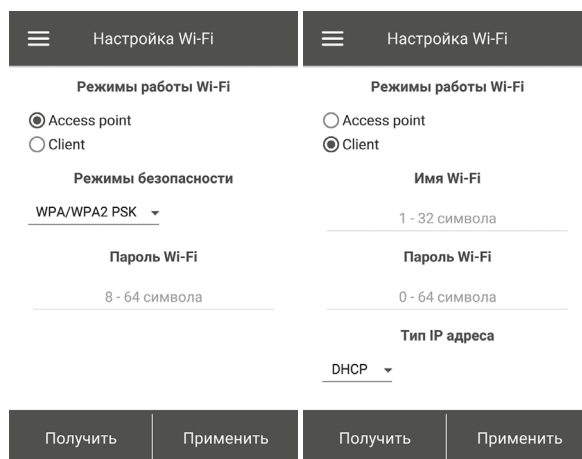 Настройка Wi-Fi
Режимы работы Wi-Fi
Access point
Client
Режимы безопасности
WPA/WPA2 PSK
Пароль Wi-Fi
8 - 64 символа
Получить
Применить
Настройка Wi-Fi
Режимы работы Wi-Fi
Access point
Client
Имя Wi-Fi
1 - 32 символа
Пароль Wi-Fi
0 - 64 символа
Тип IP адреса
DHCP
Получить
Применить